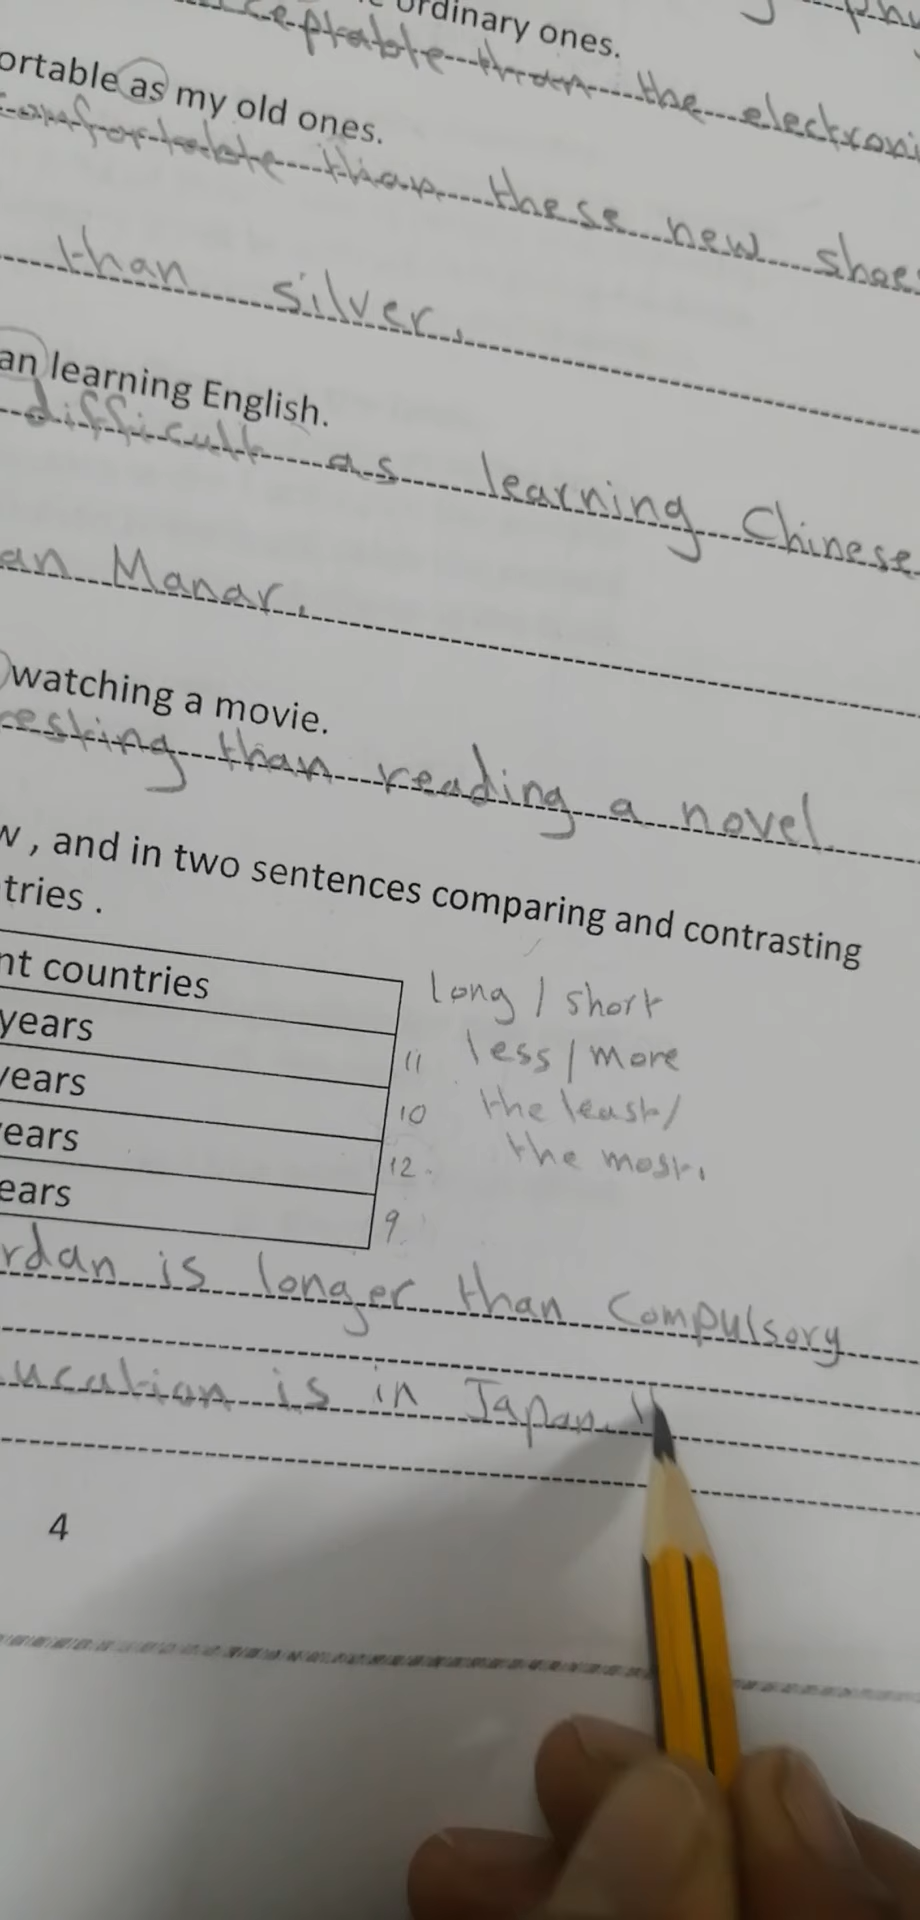 ordinary ones.
than the electroni
ortable as my old ones.
comfortable than these new shoes
than silver.
an learning English.
difficult as learning Chinese
an Manar.
watching a movie.
resting than reading a novel
w , and in two sentences comparing and contrasting
tries .
nt countries
long / short
years
11 less / more
years
10 the least /
ears
12. the most.
ears
9
rdan is longer than Compulsory
ucation is in Japan.
4